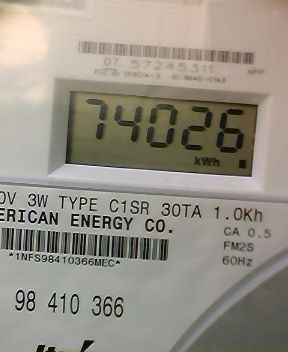 07 57245311
74026
kWh
0V 3W TYPE C1SR 30TA 1.0Kh
ERICAN ENERGY CO.
CA 0.5
FM2S
60Hz
*1NFS98410366MEC*
98 410 366